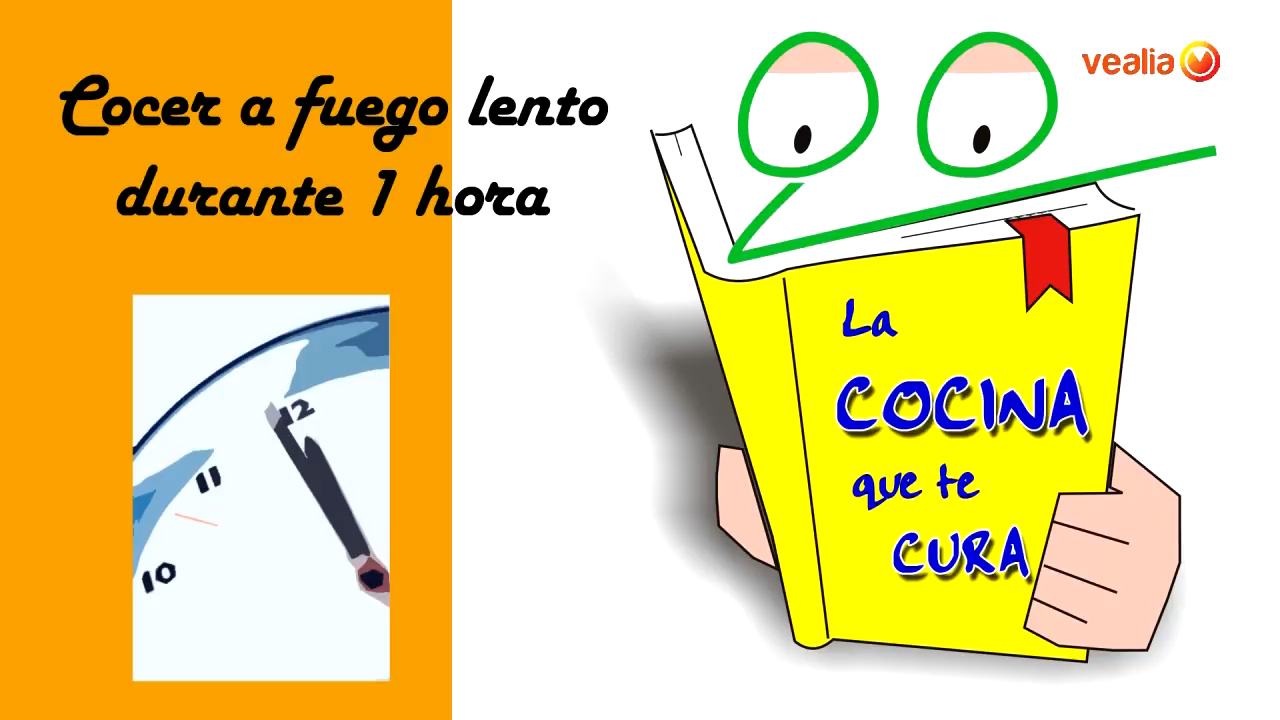 Cocer a fuego lento
durante 1 hora
vealia
La
COCINA
que te
CURA
12
11
10